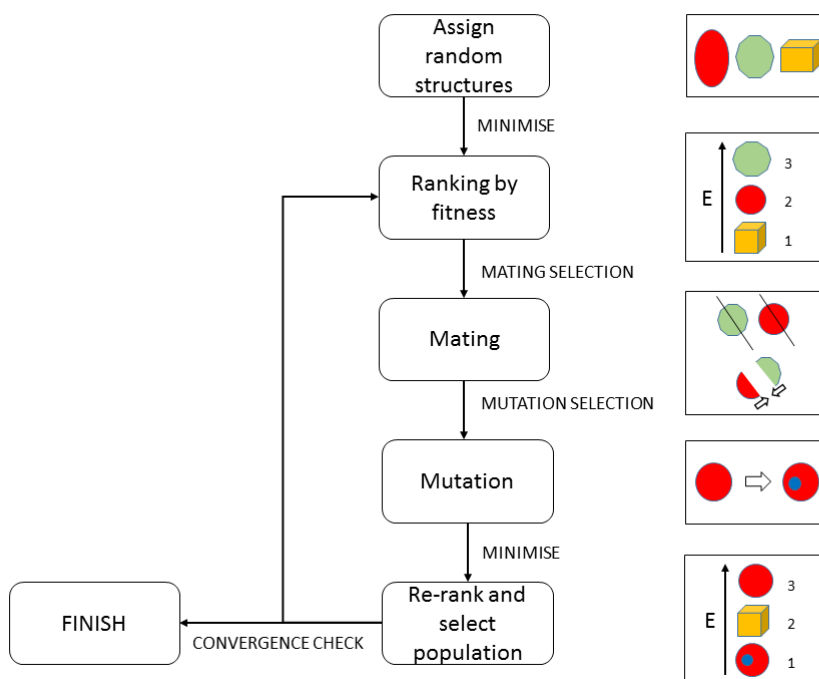 Assign
random
structures
MINIMISE
Ranking by
fitness
E
3
2
1
MATING SELECTION
Mating
MUTATION SELECTION
Mutation
MINIMISE
Re-rank and
select
population
E
3
2
1
FINISH
CONVERGENCE CHECK